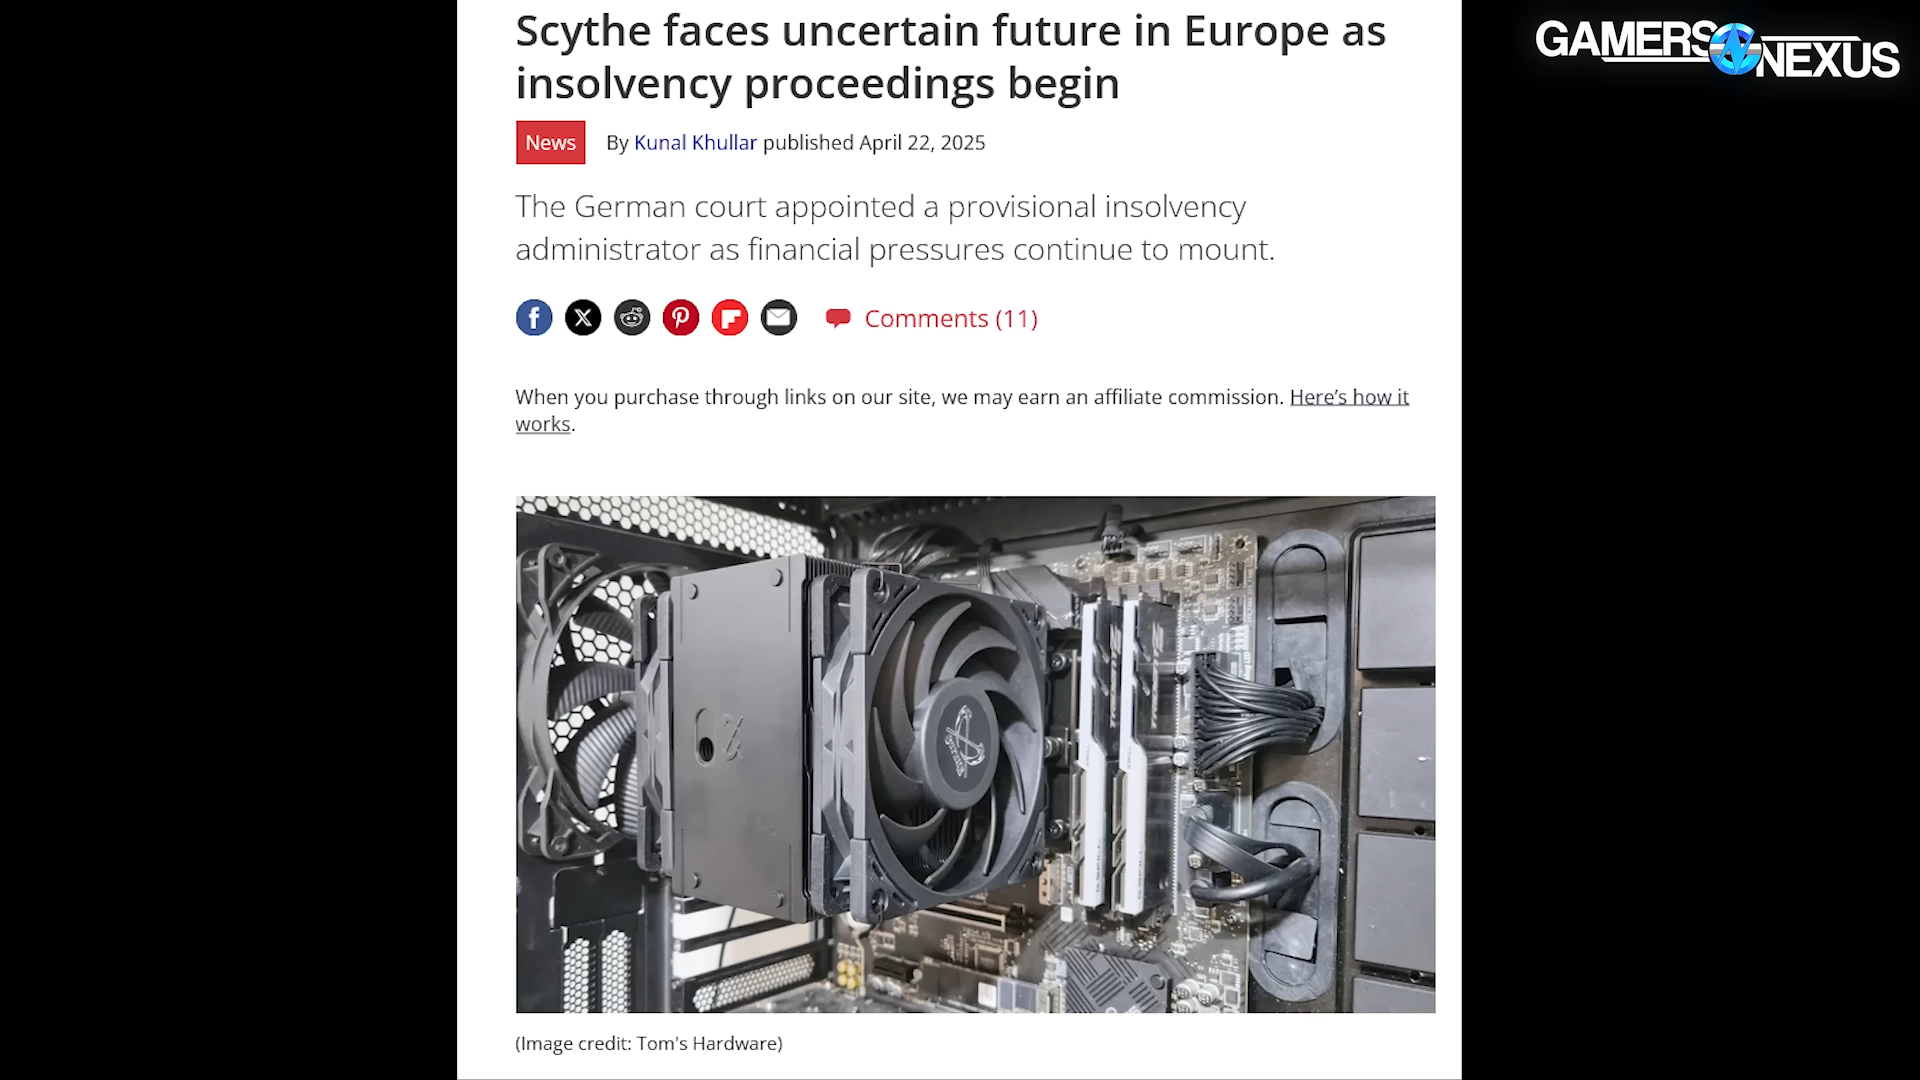 Scythe faces uncertain future in Europe as
insolvency proceedings begin
GAMERS NEXUS
News
By Kunal Khullar published April 22, 2025
The German court appointed a provisional insolvency
administrator as financial pressures continue to mount.
Comments (11)
When you purchase through links on our site, we may earn an affiliate commission. Here’s how it
works.
(Image credit: Tom's Hardware)